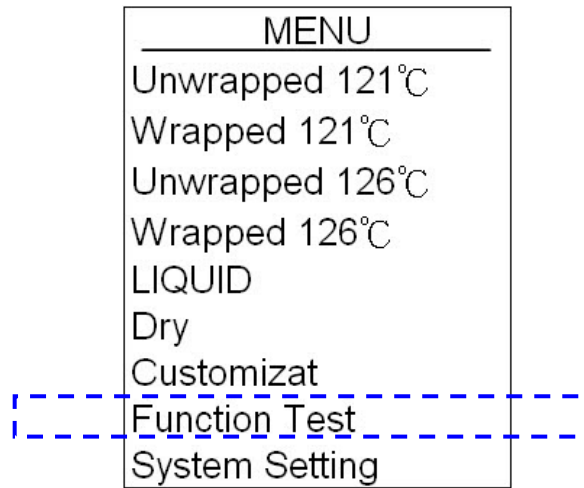 MENU
Unwrapped 121℃
Wrapped 121℃
Unwrapped 126℃
Wrapped 126℃
LIQUID
Dry
Customizat
Function Test
System Setting